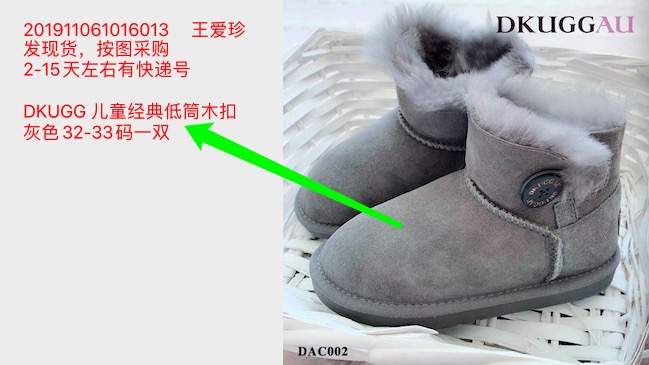 201911061016013 王爱珍
发现货，按图采购
2-15天左右有快递号
DKUGG 儿童经典低筒木扣
灰色32-33码一双
DKUGGAU
DAC002